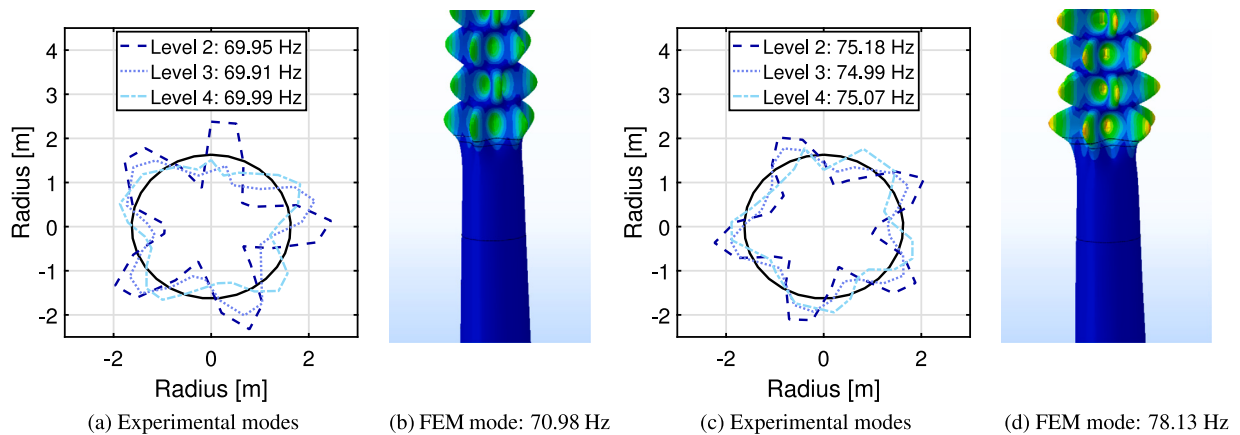 4
3
2
1
0
-1
-2
Radius [m]
Level 2: 69.95 Hz
Level 3: 69.91 Hz
Level 4: 69.99 Hz
-2 0 2
Radius [m]
(a) Experimental modes
(b) FEM mode: 70.98 Hz
4
3
2
1
0
-1
-2
Radius [m]
Level 2: 75.18 Hz
Level 3: 74.99 Hz
Level 4: 75.07 Hz
-2 0 2
Radius [m]
(c) Experimental modes
(d) FEM mode: 78.13 Hz